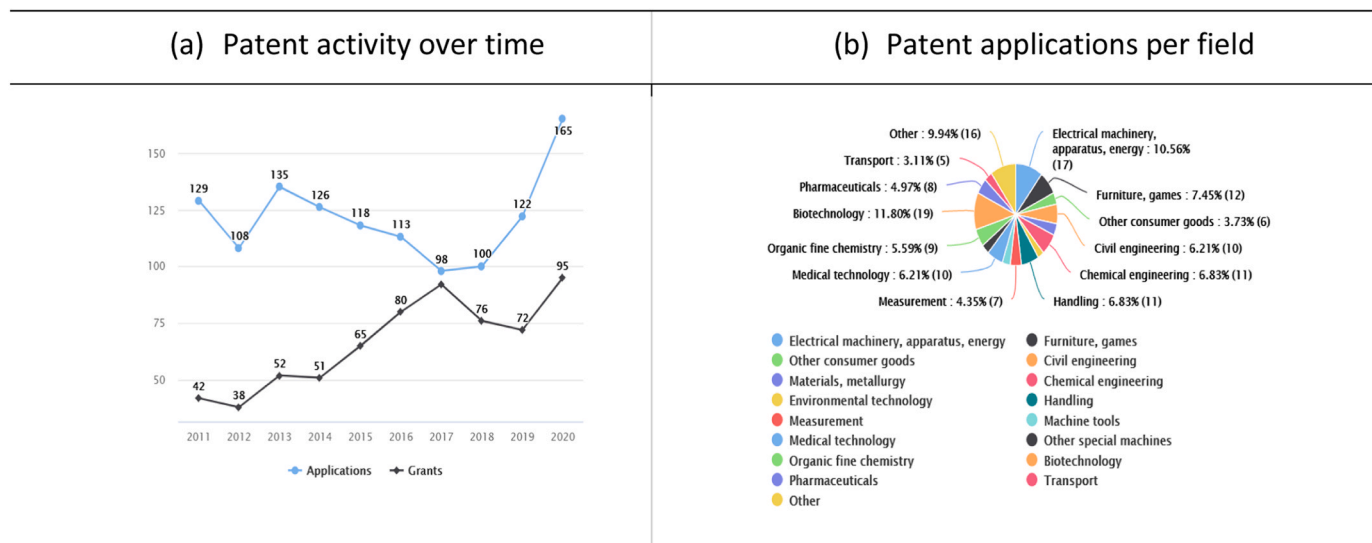 (a) Patent activity over time
(b) Patent applications per field
150
125
100
75
50
129
108
135
126
118
113
98
100
122
165
42
38
52
51
65
80
76
72
95
2011 2012 2013 2014 2015 2016 2017 2018 2019 2020
Applications Grants
Other : 9.94% (16)
Transport : 3.11% (5)
Pharmaceuticals : 4.97% (8)
Biotechnology : 11.80% (19)
Organic fine chemistry : 5.59% (9)
Medical technology : 6.21% (10)
Measurement : 4.35% (7)
Electrical machinery,
apparatus, energy : 10.56%
(17)
Furniture, games : 7.45% (12)
Other consumer goods : 3.73% (6)
Civil engineering : 6.21% (10)
Chemical engineering : 6.83% (11)
Handling : 6.83% (11)
Electrical machinery, apparatus, energy
Furniture, games
Other consumer goods
Civil engineering
Materials, metallurgy
Chemical engineering
Environmental technology
Handling
Measurement
Machine tools
Medical technology
Other special machines
Organic fine chemistry
Biotechnology
Pharmaceuticals
Transport
Other